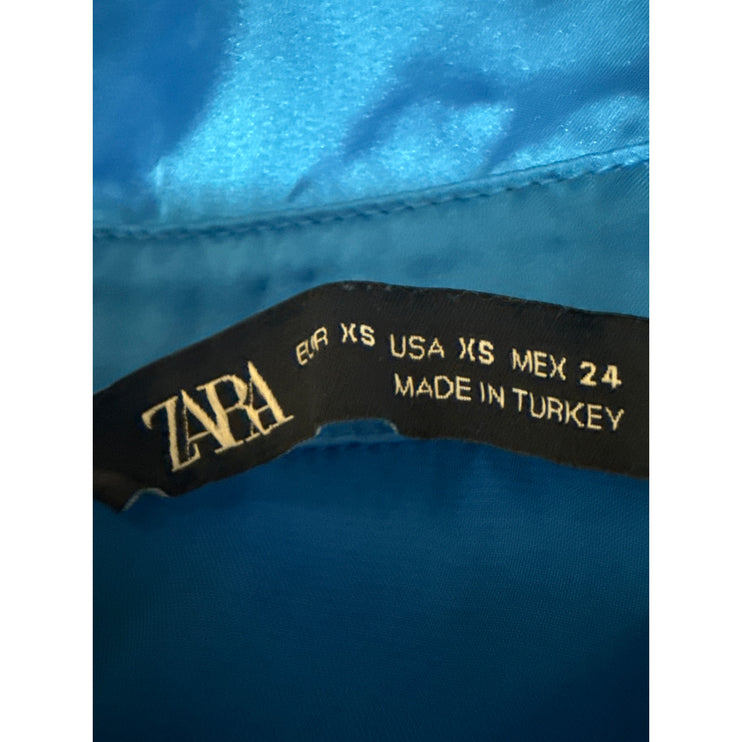 ZARA
EUR XS USA XS MEX 24
MADE IN TURKEY